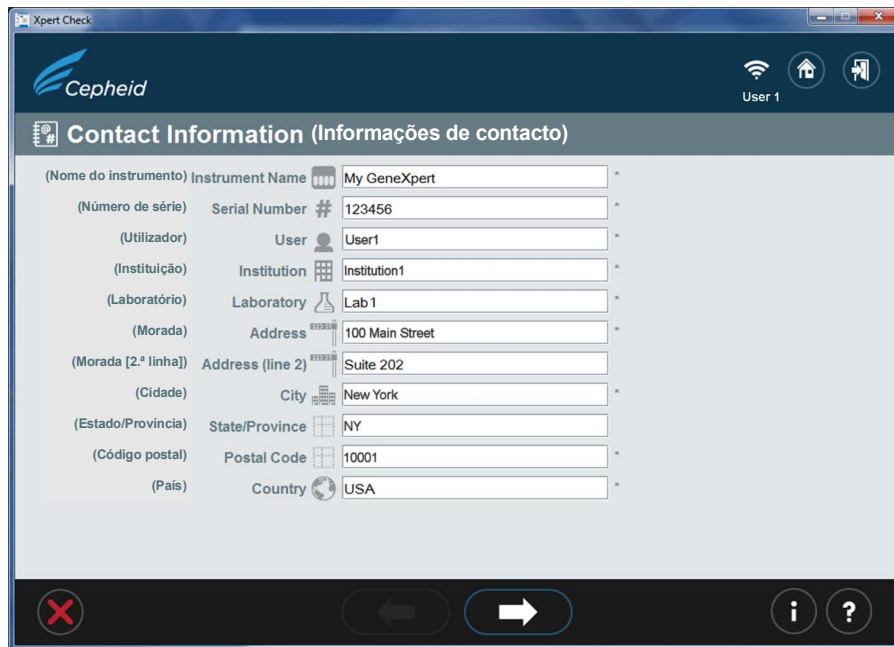 Xpert Check
Cepheid
User 1
Contact Information (Informações de contacto)
(Nome do instrumento) Instrument Name My GeneXpert *
(Número de série) Serial Number # 123456 *
(Utilizador) User User1 *
(Instituição) Institution Institution1 *
(Laboratório) Laboratory Lab1 *
(Morada) Address 100 Main Street *
(Morada [2.ª linha]) Address (line 2) Suite 202
(Cidade) City New York *
(Estado/Província) State/Province NY
(Código postal) Postal Code 10001 *
(País) Country USA *
i ?